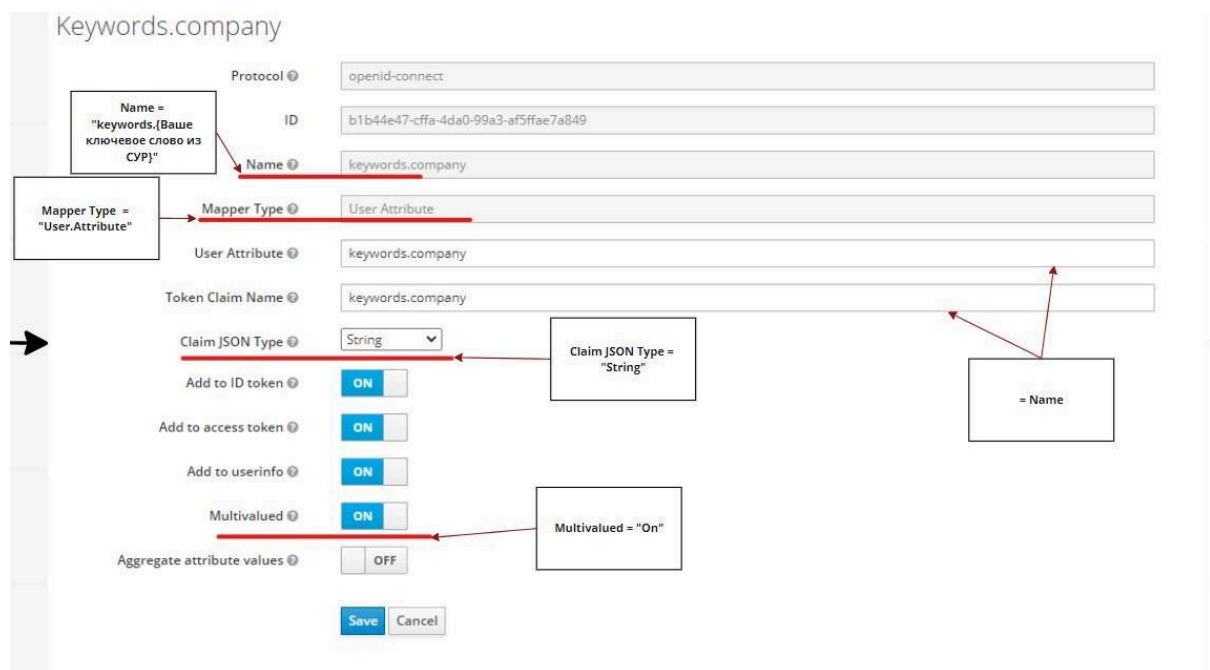 Keywords.company
Protocol
openid-connect
Name =
"keywords.{Ваше
ключевое слово из
СУР}"
ID
b1b44e47-cffa-4da0-99a3-af5ffae7a849
Name
keywords.company
Mapper Type =
"User.Attribute"
Mapper Type
User Attribute
User Attribute
keywords.company
Token Claim Name
keywords.company
Claim JSON Type
String
Claim JSON Type =
"String"
Add to ID token
ON
= Name
Add to access token
ON
Add to userinfo
ON
Multivalued
ON
Multivalued = "On"
Aggregate attribute values
OFF
Save
Cancel